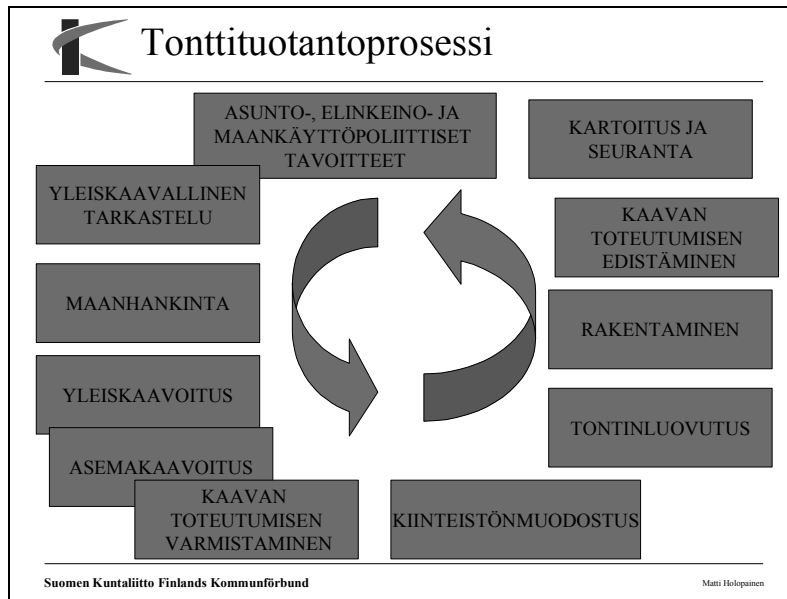 Tonttituotantoprosessi
ASUNTO-, ELINKEINO- JA
MAANKÄYTTÖPOLIITTISET
TAVOITTEET
KARTOITUS JA
SEURANTA
YLEISKAAVALLINEN
TARKASTELU
KAAVAN
TOTEUTUMISEN
EDISTÄMINEN
MAANHANKINTA
RAKENTAMINEN
YLEISKAAVOITUS
TONTINLUOVUTUS
ASEMAKAAVOITUS
KAAVAN
TOTEUTUMISEN
VARMISTAMINEN
KIINTEISTÖNMUODOSTUS
Suomen Kuntaliitto Finlands Kommunförbund
Matti Holopainen